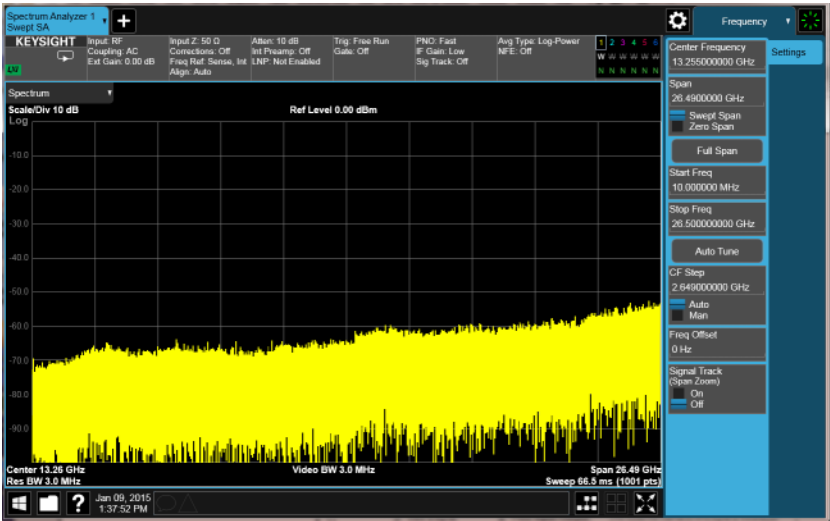 Spectrum Analyzer 1
Swept SA
Frequency
KEYSIGHT
Input: RF
Coupling: AC
Ext Gain: 0.00 dB
Input Z: 50 Ω
Corrections: Off
Freq Ref: Sense, Int
Align: Auto
Atten: 10 dB
Int Preamp: Off
LNP: Not Enabled
Trig: Free Run
Gate: Off
PNO: Fast
IF Gain: Low
Sig Track: Off
Avg Type: Log-Power
NFE: Off
1 2 3 4 5 6
W W W W W W
N N N N N N
LXI
Spectrum
Scale/Div 10 dB
Ref Level 0.00 dBm
Log
-10.0
-20.0
-30.0
-40.0
-50.0
-60.0
-70.0
-80.0
-90.0
Center 13.26 GHz
Video BW 3.0 MHz
Span 26.49 GHz
Res BW 3.0 MHz
Sweep 66.5 ms (1001 pts)
Center Frequency
13.255000000 GHz
Settings
Span
26.4900000 GHz
Swept Span
Zero Span
Full Span
Start Freq
10.000000 MHz
Stop Freq
26.500000000 GHz
Auto Tune
CF Step
2.649000000 GHz
Auto
Man
Freq Offset
0 Hz
Signal Track
(Span Zoom)
On
Off
?
Jan 09, 2015
1:37:52 PM